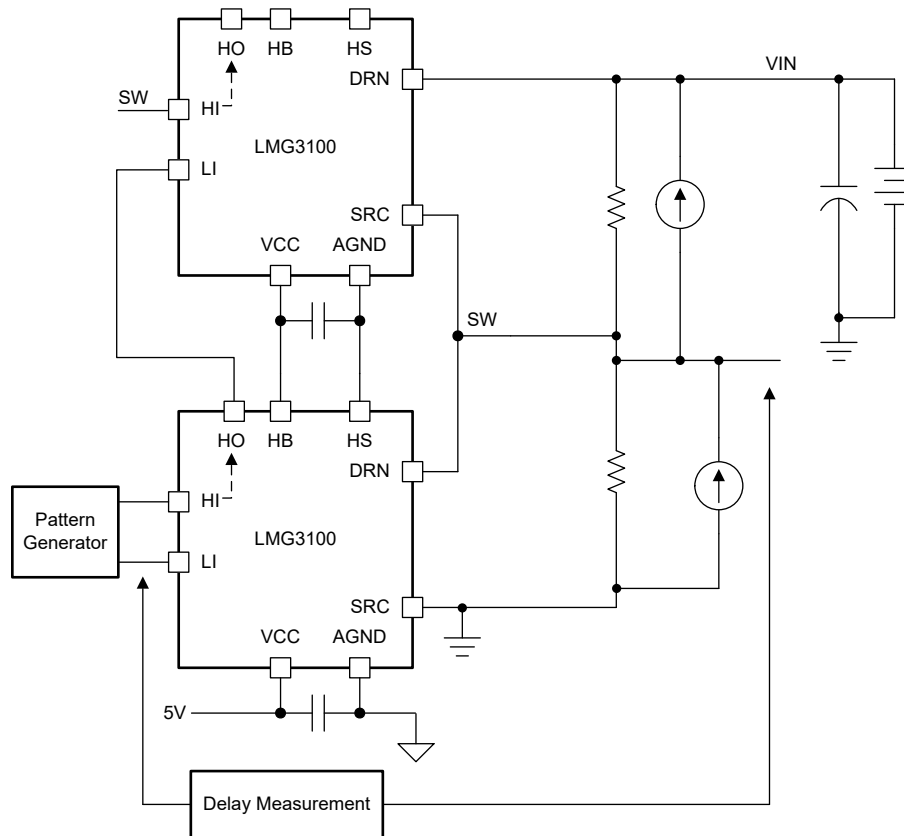 HO HB HS
DRN
VIN
SW
HI
LMG3100
LI
SRC
VCC AGND
SW
HO HB HS
DRN
HI
Pattern
Generator
LMG3100
LI
SRC
VCC AGND
5V
Delay Measurement